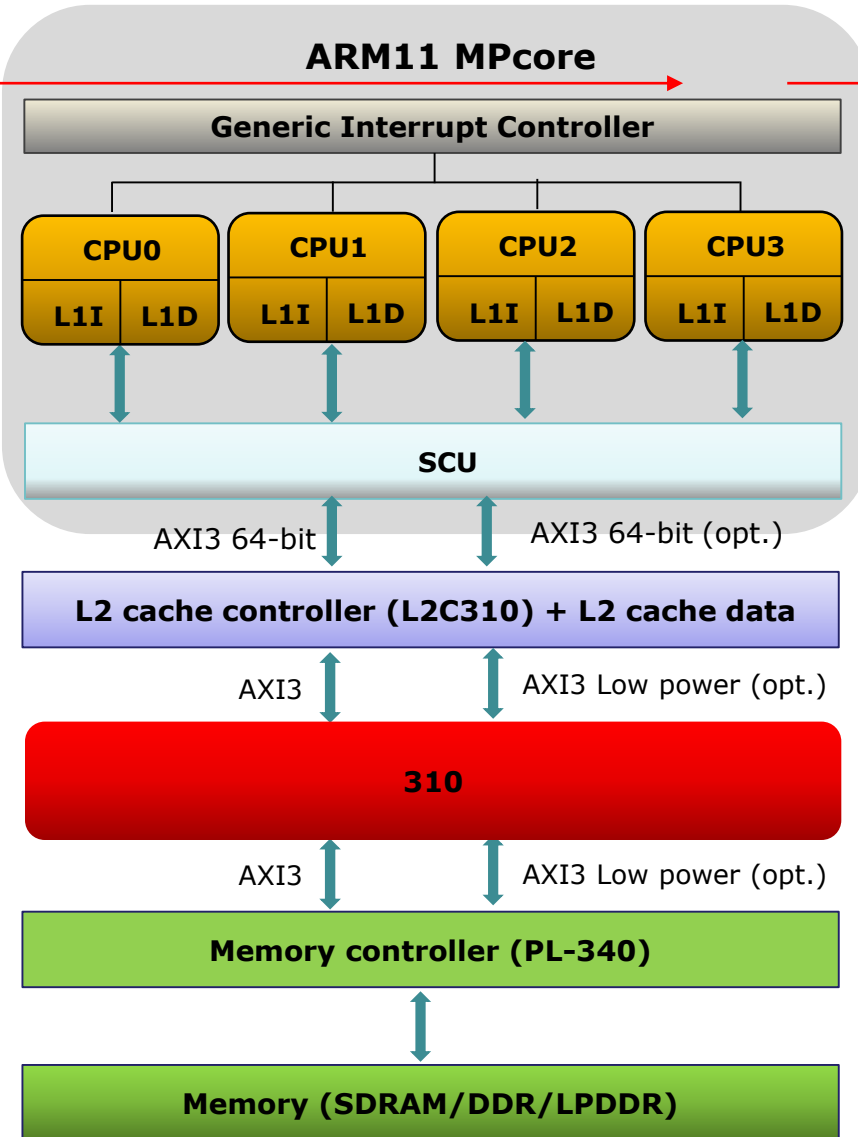 ARM11 MPcore
Generic Interrupt Controller
CPU0 CPU1 CPU2 CPU3
L1I L1D L1I L1D L1I L1D L1I L1D
SCU
AXI3 64-bit AXI3 64-bit (opt.)
L2 cache controller (L2C310) + L2 cache data
AXI3 AXI3 Low power (opt.)
310
AXI3 AXI3 Low power (opt.)
Memory controller (PL-340)
Memory (SDRAM/DDR/LPDDR)